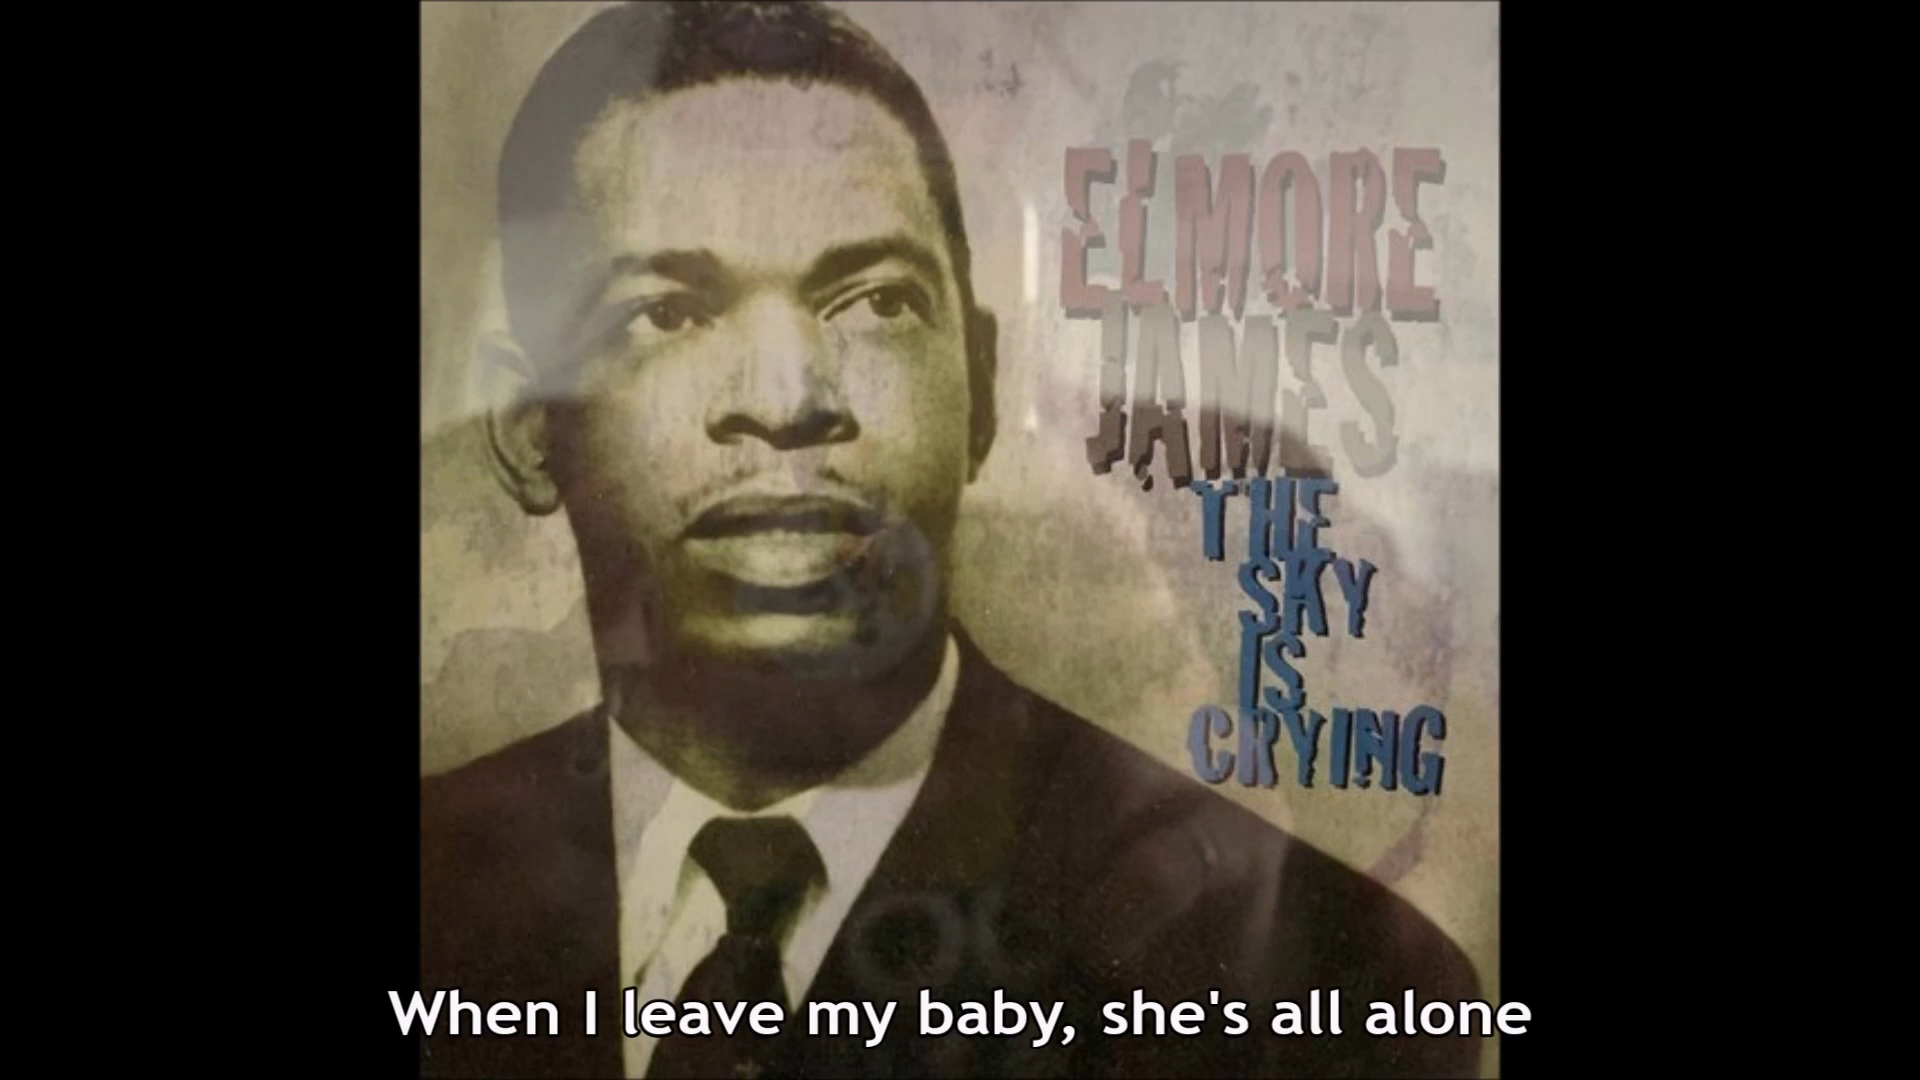 ELMORE
JAMES
THE
SKY
IS
CRYING
When I leave my baby, she's all alone